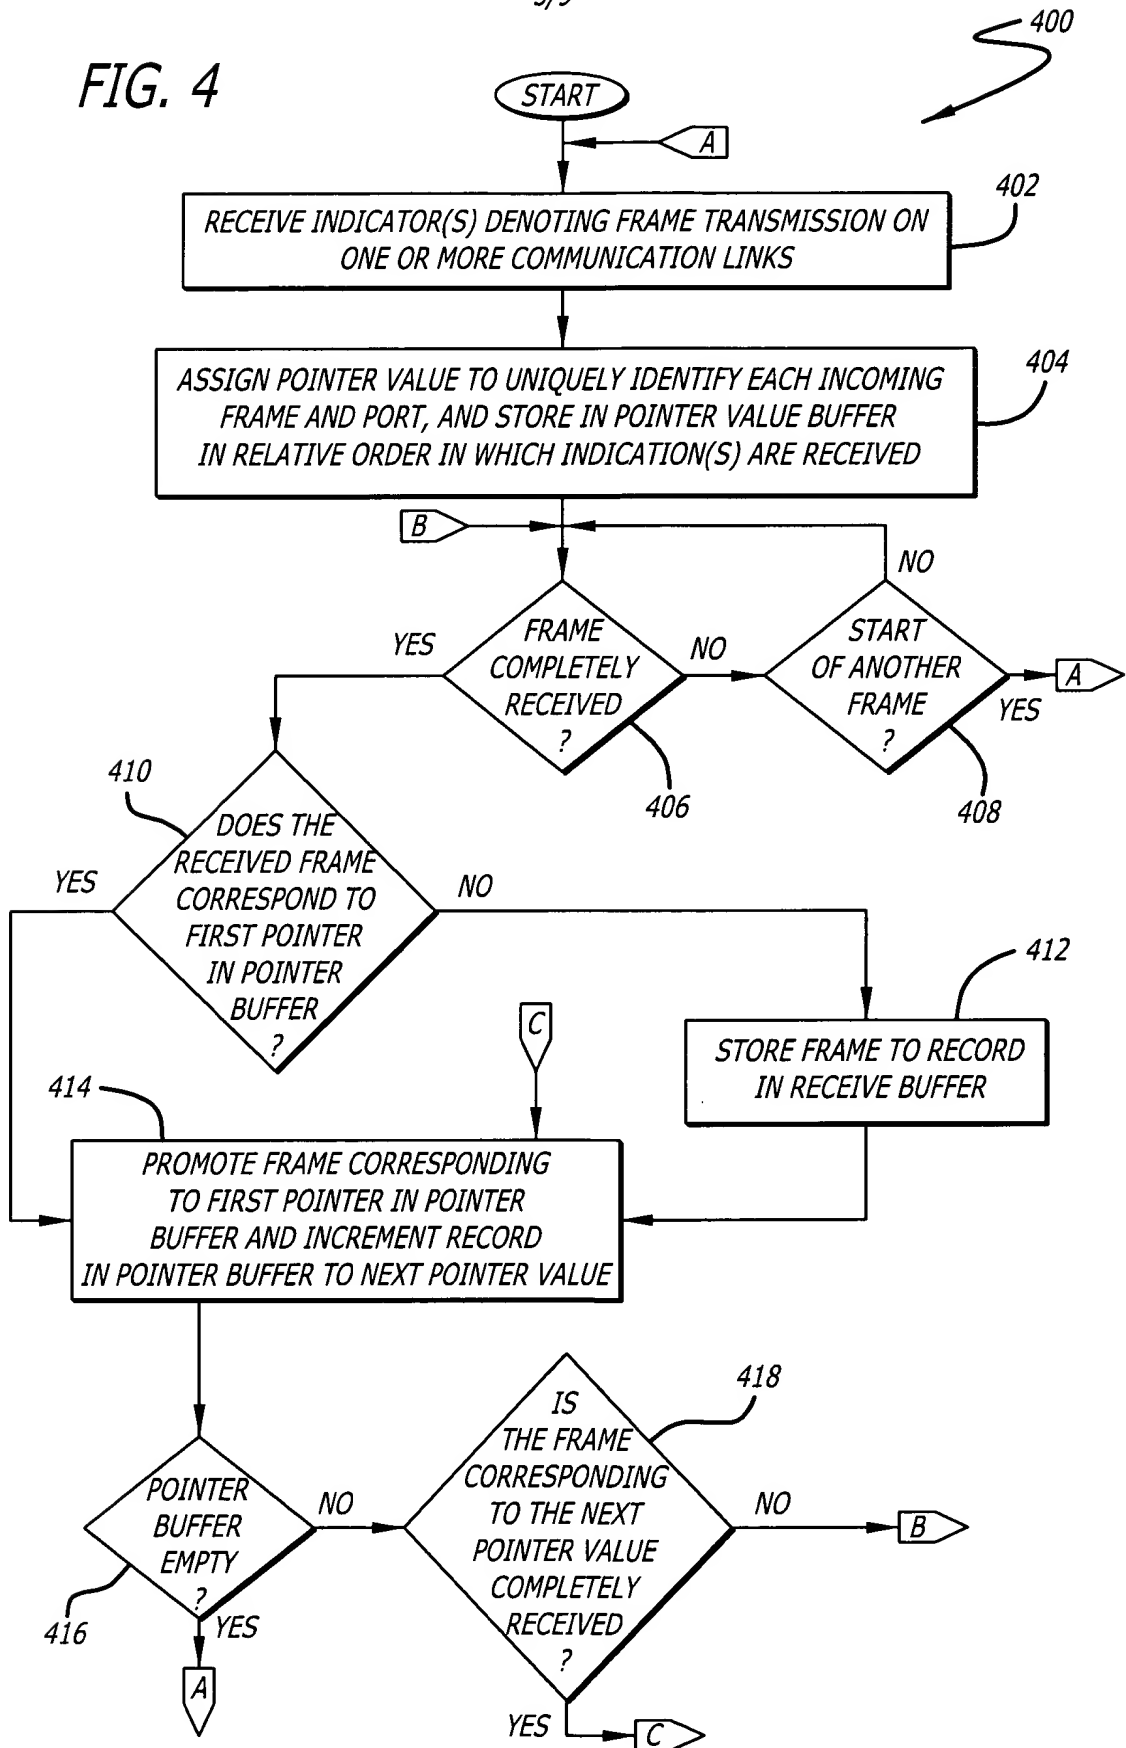 400
FIG. 4
START
A
402
RECEIVE INDICATOR(S) DENOTING FRAME TRANSMISSION ON
ONE OR MORE COMMUNICATION LINKS
404
ASSIGN POINTER VALUE TO UNIQUELY IDENTIFY EACH INCOMING
FRAME AND PORT, AND STORE IN POINTER VALUE BUFFER
IN RELATIVE ORDER IN WHICH INDICATION(S) ARE RECEIVED
B
NO
YES
FRAME
COMPLETELY
RECEIVED
?
NO
START
OF ANOTHER
FRAME
?
A
YES
406
408
410
DOES THE
RECEIVED FRAME
CORRESPOND TO
FIRST POINTER
IN POINTER
BUFFER
?
YES
NO
412
C
STORE FRAME TO RECORD
IN RECEIVE BUFFER
414
PROMOTE FRAME CORRESPONDING
TO FIRST POINTER IN POINTER
BUFFER AND INCREMENT RECORD
IN POINTER BUFFER TO NEXT POINTER VALUE
418
IS
THE FRAME
CORRESPONDING
TO THE NEXT
POINTER VALUE
COMPLETELY
RECEIVED
?
POINTER
BUFFER
EMPTY
?
NO
NO
B
416
YES
A
YES
C